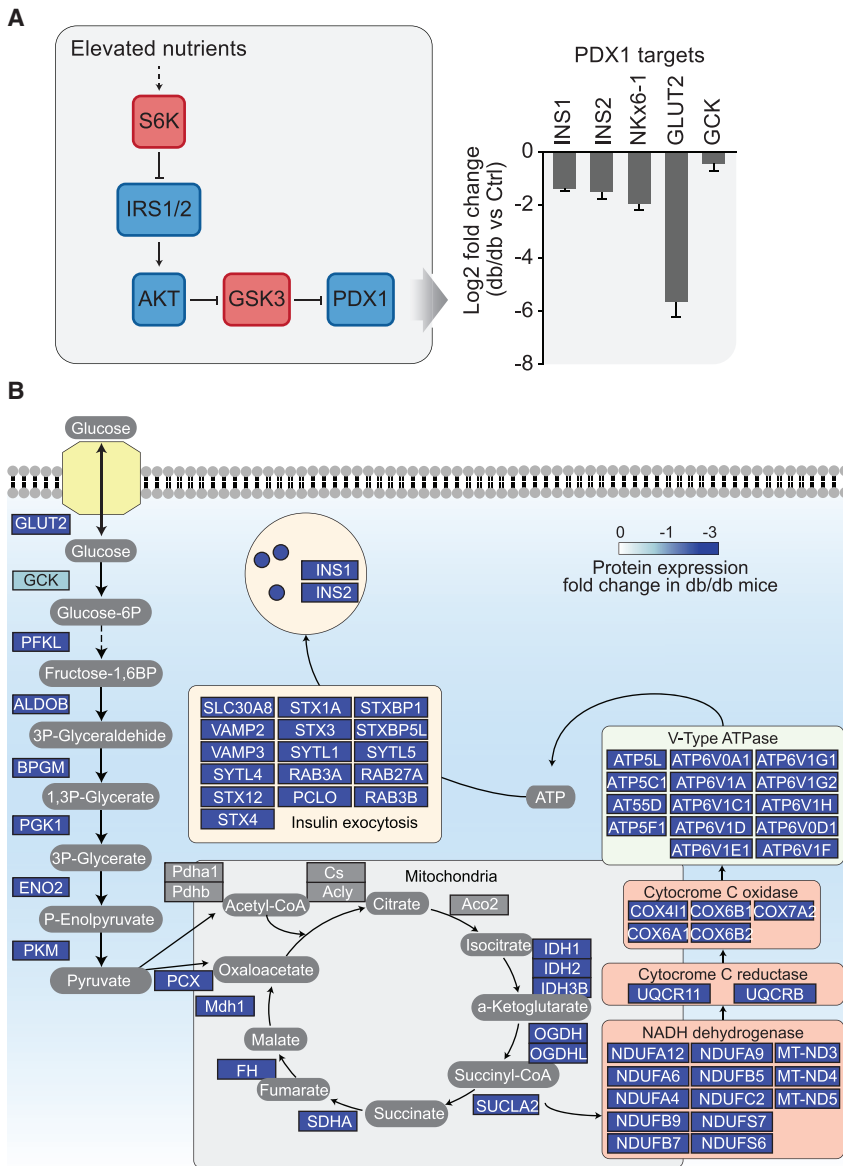 A
Elevated nutrients
S6K
IRS1/2
AKT
GSK3
PDX1
PDX1 targets
INS1
INS2
NKx6-1
GLUT2
GCK
Log2 fold change
(db/db vs Ctrl)
0
-2
-4
-6
-8
B
Glucose
GLUT2
Glucose
GCK
Glucose-6P
PFKL
Fructose-1,6BP
ALDOB
3P-Glyceraldehide
BPGM
1,3P-Glycerate
PGK1
3P-Glycerate
ENO2
P-Enolpyruvate
PKM
Pyruvate
INS1
INS2
0 -1 -3
Protein expression
fold change in db/db mice
SLC30A8 STX1A STXBP1
VAMP2 STX3 STXBP5L
VAMP3 SYTL1 SYTL5
SYTL4 RAB3A RAB27A
STX12 PCLO RAB3B
STX4 Insulin exocytosis
ATP
V-Type ATPase
ATP5L ATP6V0A1 ATP6V1G1
ATP5C1 ATP6V1A ATP6V1G2
AT55D ATP6V1C1 ATP6V1H
ATP5F1 ATP6V1D ATP6V0D1
ATP6V1E1 ATP6V1F
Cytocrome C oxidase
COX4I1 COX6B1 COX7A2
COX6A1 COX6B2
Cytocrome C reductase
UQCR11 UQCRB
NADH dehydrogenase
NDUFA12 NDUFA9 MT-ND3
NDUFA6 NDUFB5 MT-ND4
NDUFA4 NDUFC2 MT-ND5
NDUFB9 NDUFS7
NDUFB7 NDUFS6
Mitochondria
Pdha1
Pdhb
Acetyl-CoA
Cs
Acly
Citrate
Aco2
Isocitrate
IDH1
IDH2
IDH3B
a-Ketoglutarate
OGDH
OGDHL
Succinyl-CoA
SUCLA2
Succinate
SDHA
Fumarate
FH
Malate
Mdh1
Oxaloacetate
PCX